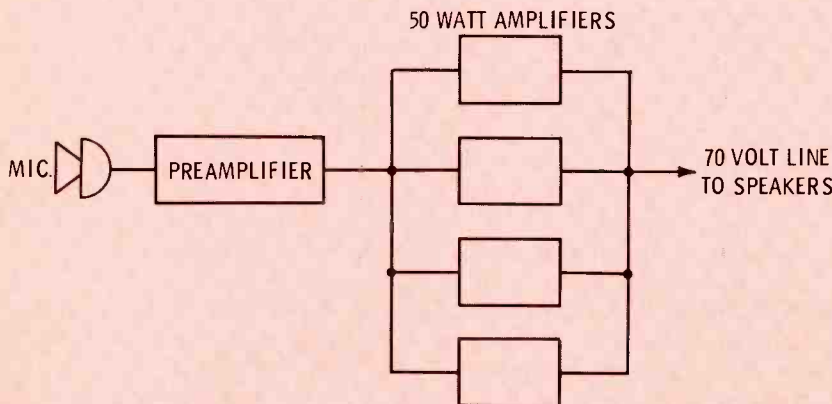 50 WATT AMPLIFIERS
MIC.
PREAMPLIFIER
70 VOLT LINE
TO SPEAKERS